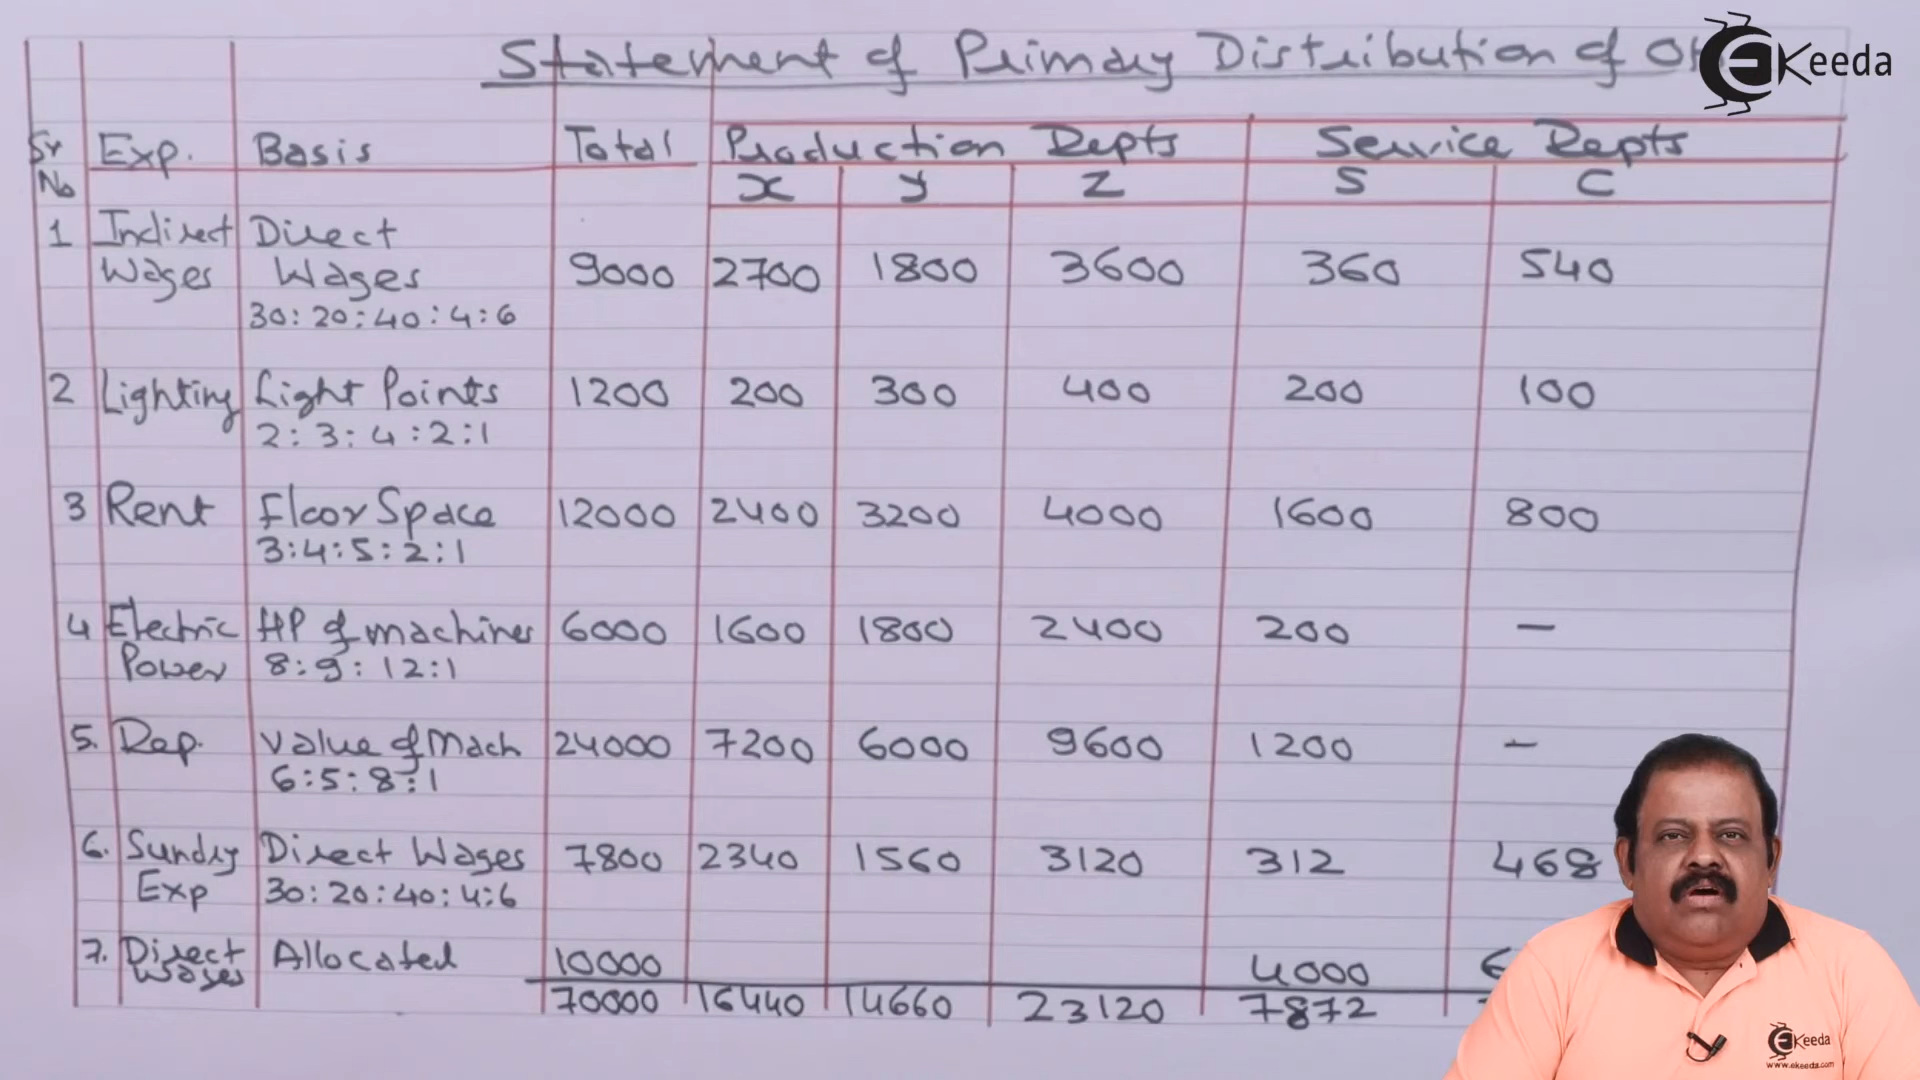 Statement of Primary Distribution of
Keeda
Sr No Exp. Basis Total Production Depts Service Depts
X Y Z S C
1 Indirect Direct
Wages Wages 9000 2700 1800 3600 360 540
30:20:40:4:6
2 Lighting Light Points 1200 200 300 400 200 100
2:3:4:2:1
3 Rent Floor Space 12000 2400 3200 4000 1600 800
3:4:5:2:1
4 Electric HP of machines 6000 1600 1800 2400 200 —
Power 8:9:12:1
5. Dep. Value of Mach 24000 7200 6000 9600 1200 —
6:5:8:1
6. Sundry Direct Wages 7800 2340 1560 3120 312 468
Exp 30:20:40:4:6
7. Direct Allocated 10000 4000
Wages
70000 16440 14660 23120 7872
Keeda
www.ekeeda.com